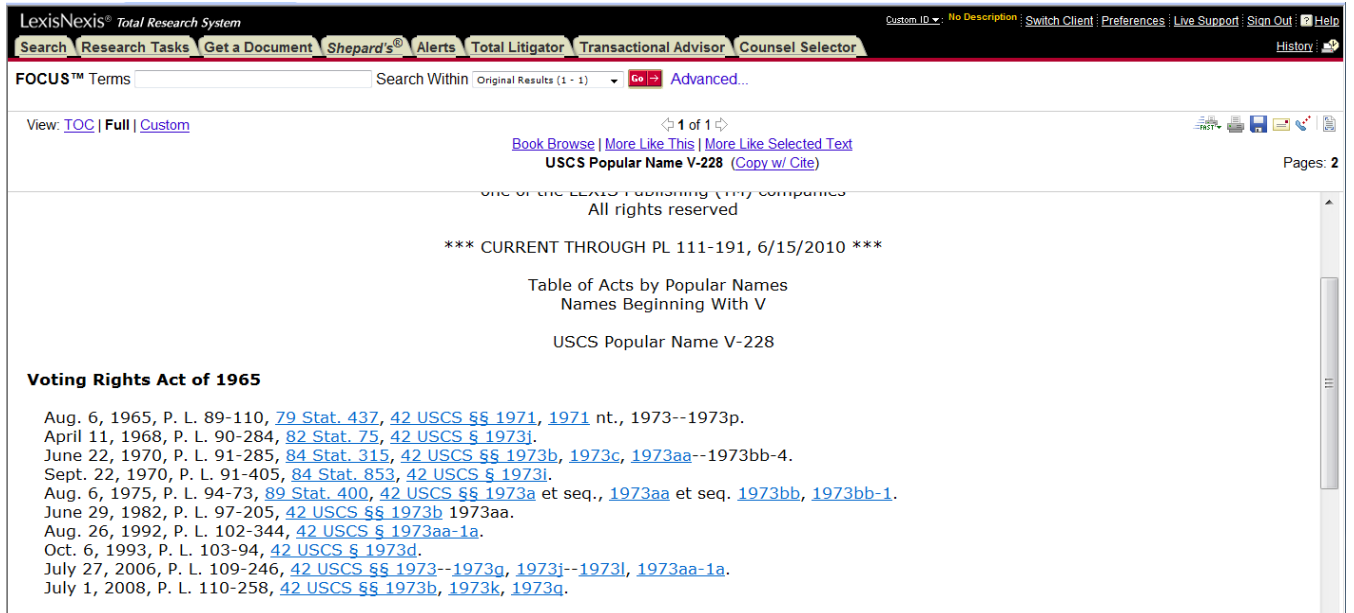 LexisNexis® Total Research System
Custom ID : No Description Switch Client Preferences Live Support Sign Out ? Help
Search Research Tasks Get a Document Shepard's® Alerts Total Litigator Transactional Advisor Counsel Selector
History
FOCUS™ Terms Search Within Original Results (1 - 1) Go Advanced...
View: TOC | Full | Custom
1 of 1
FAST
Book Browse | More Like This | More Like Selected Text
USCS Popular Name V-228 (Copy w/ Cite)
Pages: 2
one of the LEXIS Publishing (TM) companies
All rights reserved
*** CURRENT THROUGH PL 111-191, 6/15/2010 ***
Table of Acts by Popular Names
Names Beginning With V
USCS Popular Name V-228
Voting Rights Act of 1965
Aug. 6, 1965, P. L. 89-110, 79 Stat. 437, 42 USCS §§ 1971, 1971 nt., 1973--1973p.
April 11, 1968, P. L. 90-284, 82 Stat. 75, 42 USCS § 1973j.
June 22, 1970, P. L. 91-285, 84 Stat. 315, 42 USCS §§ 1973b, 1973c, 1973aa--1973bb-4.
Sept. 22, 1970, P. L. 91-405, 84 Stat. 853, 42 USCS § 1973i.
Aug. 6, 1975, P. L. 94-73, 89 Stat. 400, 42 USCS §§ 1973a et seq., 1973aa et seq. 1973bb, 1973bb-1.
June 29, 1982, P. L. 97-205, 42 USCS §§ 1973b 1973aa.
Aug. 26, 1992, P. L. 102-344, 42 USCS § 1973aa-1a.
Oct. 6, 1993, P. L. 103-94, 42 USCS § 1973d.
July 27, 2006, P. L. 109-246, 42 USCS §§ 1973--1973g, 1973j--1973l, 1973aa-1a.
July 1, 2008, P. L. 110-258, 42 USCS §§ 1973b, 1973k, 1973q.